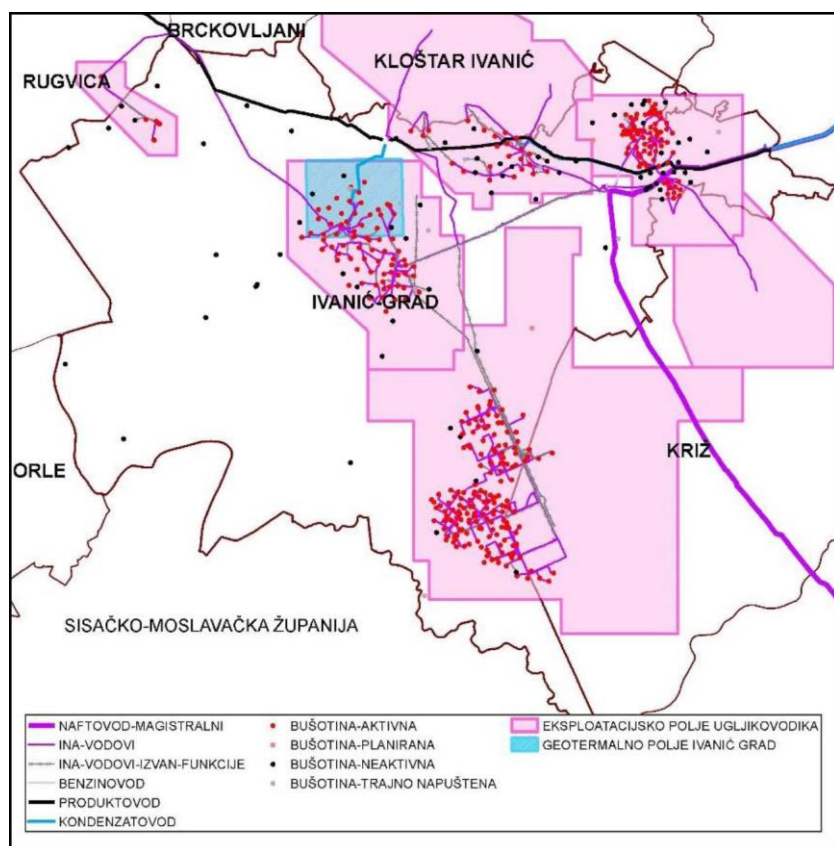 BRCKOVLJANI
KLOŠTAR IVANIĆ
RUGVICA
IVANIĆ-GRAD
KRIŽ
ORLE
SISAČKO-MOSLAVAČKA ŽUPANIJA
NAFTOVOD-MAGISTRALNI
INA-VODOVI
INA-VODOVI-IZVAN-FUNKCIJE
BENZINOVOD
PRODUKTOVOD
KONDENZATOVOD
BUŠOTINA-AKTIVNA
BUŠOTINA-PLANIRANA
BUŠOTINA-NEAKTIVNA
BUŠOTINA-TRAJNO NAPUŠTENA
EKSPLOATACIJSKO POLJE UGLJIKOVODIKA
GEOTERMALNO POLJE IVANIĆ GRAD